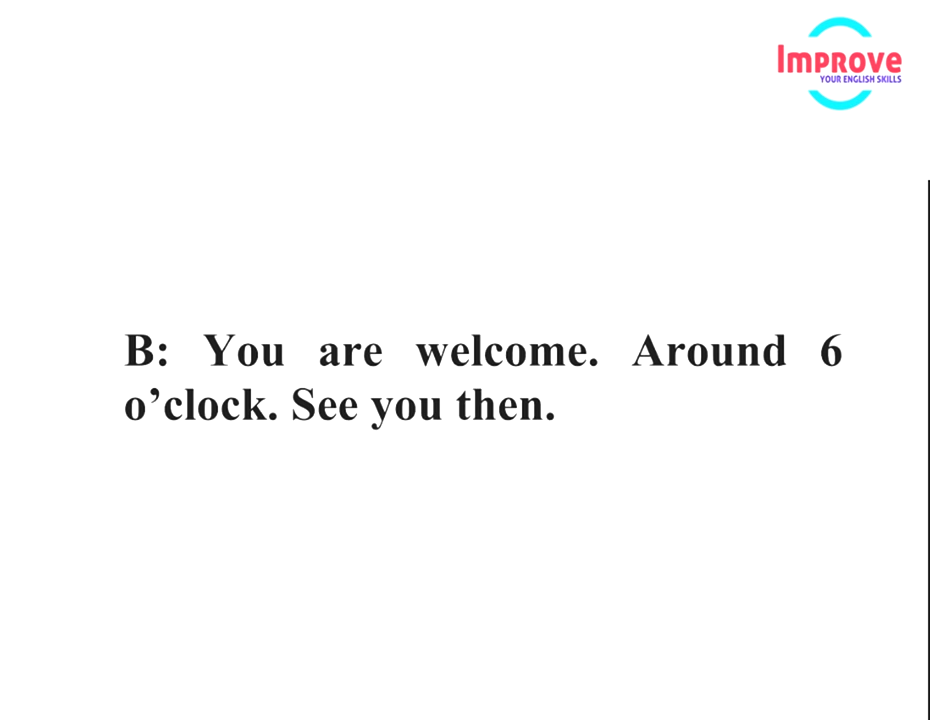 Improve
YOUR ENGLISH SKILLS
B: You are welcome. Around 6
o’clock. See you then.